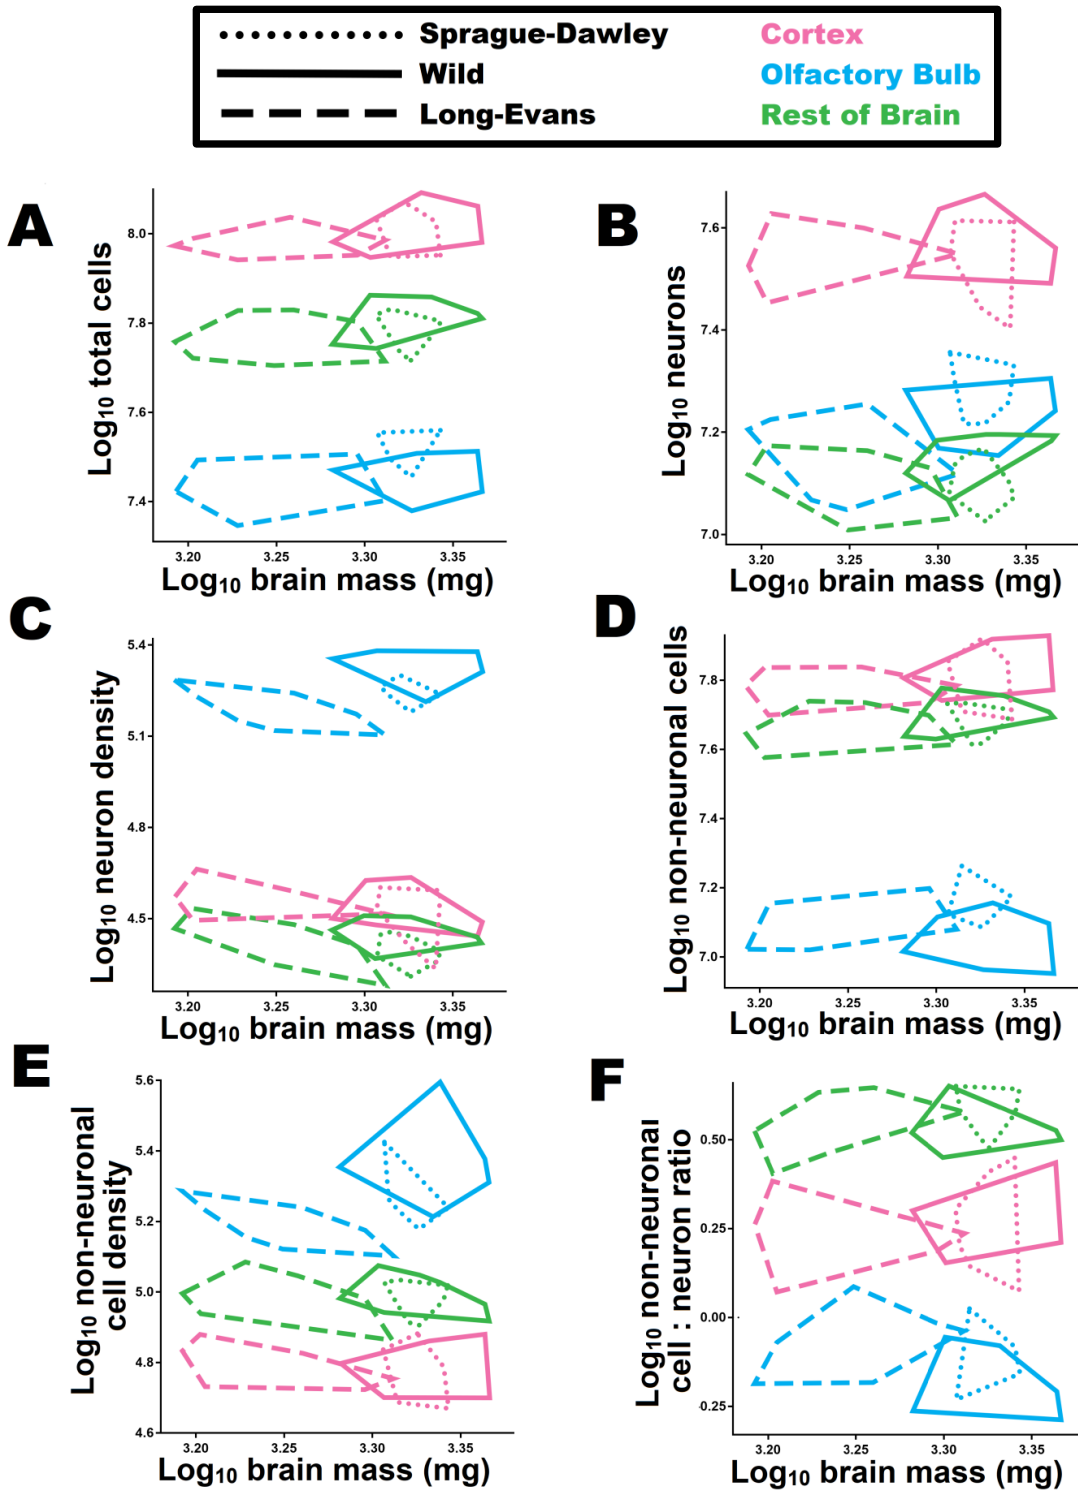 Sprague-Dawley Cortex
Wild Olfactory Bulb
Long-Evans Rest of Brain
A
Log10 total cells
8.0
7.8
7.6
7.4
3.20 3.25 3.30 3.35
Log10 brain mass (mg)
B
Log10 neurons
7.6
7.4
7.2
7.0
3.20 3.25 3.30 3.35
Log10 brain mass (mg)
C
Log10 neuron density
5.4
5.1
4.8
4.5
3.20 3.25 3.30 3.35
Log10 brain mass (mg)
D
Log10 non-neuronal cells
7.8
7.6
7.4
7.2
7.0
3.20 3.25 3.30 3.35
Log10 brain mass (mg)
E
Log10 non-neuronal
cell density
5.6
5.4
5.2
5.0
4.8
4.6
3.20 3.25 3.30 3.35
Log10 brain mass (mg)
F
Log10 non-neuronal
cell : neuron ratio
0.50
0.25
0.00
0.25
3.20 3.25 3.30 3.35
Log10 brain mass (mg)